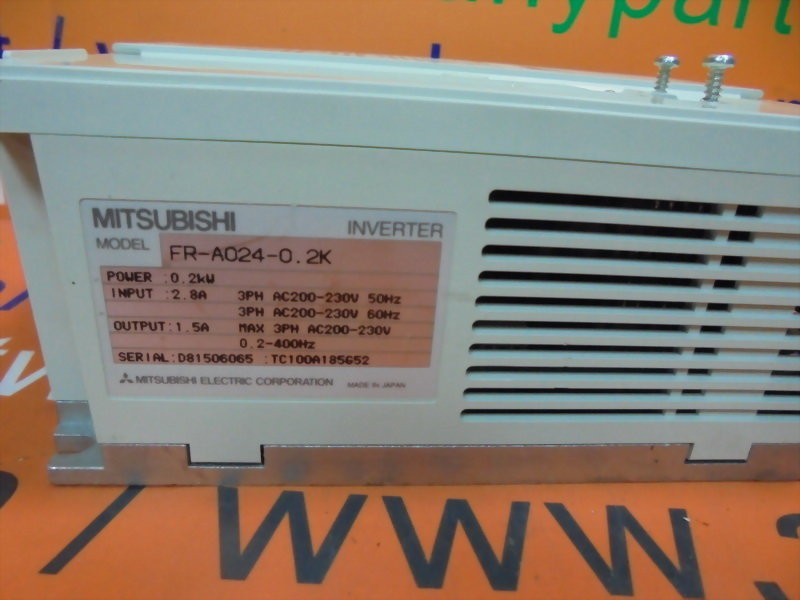 anypart
MITSUBISHI INVERTER
MODEL FR-A024-0.2K
POWER :0.2kW
INPUT :2.8A 3PH AC200-230V 50Hz
3PH AC200-230V 60Hz
OUTPUT:1.5A MAX 3PH AC200-230V
0.2-400Hz
SERIAL:D81506065 :TC100A185G52
MITSUBISHI ELECTRIC CORPORATION MADE IN JAPAN
/WWW.